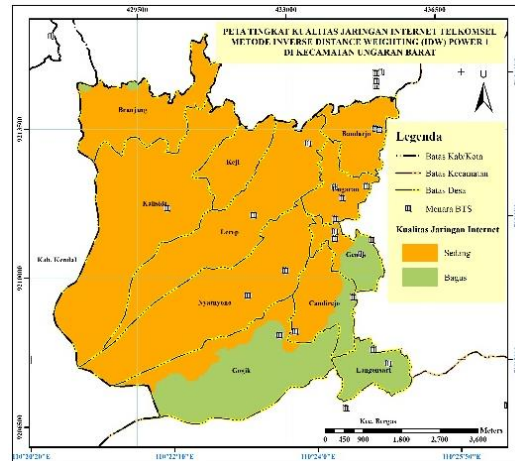 429500 433000 436500
PETA TINGKAT KUALITAS JARINGAN INTERNET TELKOMSEL
METODE INVERSE DISTANCE WEIGHTING (IDW) POWER 1
DI KECAMATAN UNGARAN BARAT
U
Branjang
Bandarjo
9213500
Legenda
Batas Kab/Kota
Keji
Batas Kecamatan
Batas Desa
Ungaran
Menara BTS
Kalisidi
Kualitas Jaringan Internet
Lerep
Sedang
Genuk
Kab. Kendal
Bagus
9210000
Nyatnyono
Candirejo
Gogik
Langensari
Kec. Bergas
9206500
Meters
0 450 900 1,800 2,700 3,600
110°20'20"E 110°22'10"E 110°24'0"E 110°25'50"E